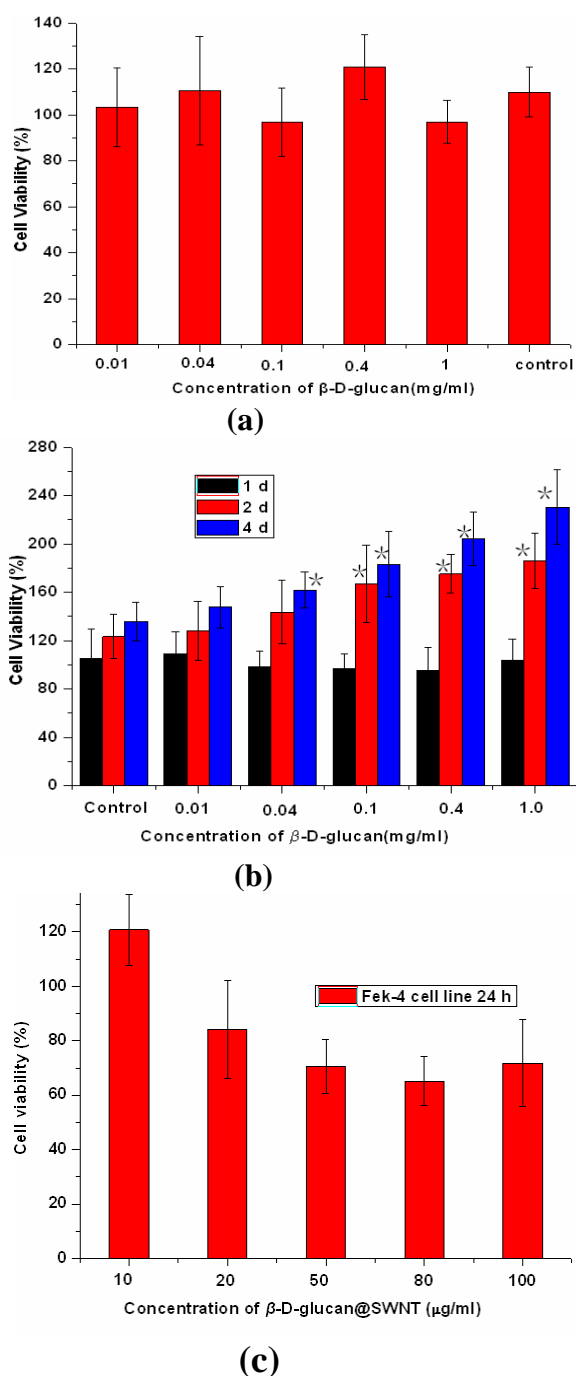 140
120
100
80
60
40
20
0
Cell Viability (%)
0.01 0.04 0.1 0.4 1 control
Concentration of β-D-glucan(mg/ml)
(a)
280
240
200
160
120
80
40
0
Cell Viability (%)
1 d
2 d
4 d
* * * * * * *
Control 0.01 0.04 0.1 0.4 1.0
Concentration of β-D-glucan(mg/ml)
(b)
120
100
80
60
40
20
0
Cell viability (%)
Fek-4 cell line 24 h
10 20 50 80 100
Concentration of β-D-glucan@SWNT (µg/ml)
(c)